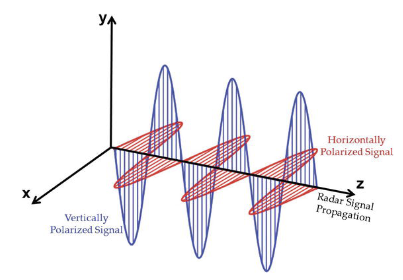 y
Horizontally
Polarized Signal
z
x
Radar Signal
Propagation
Vertically
Polarized Signal